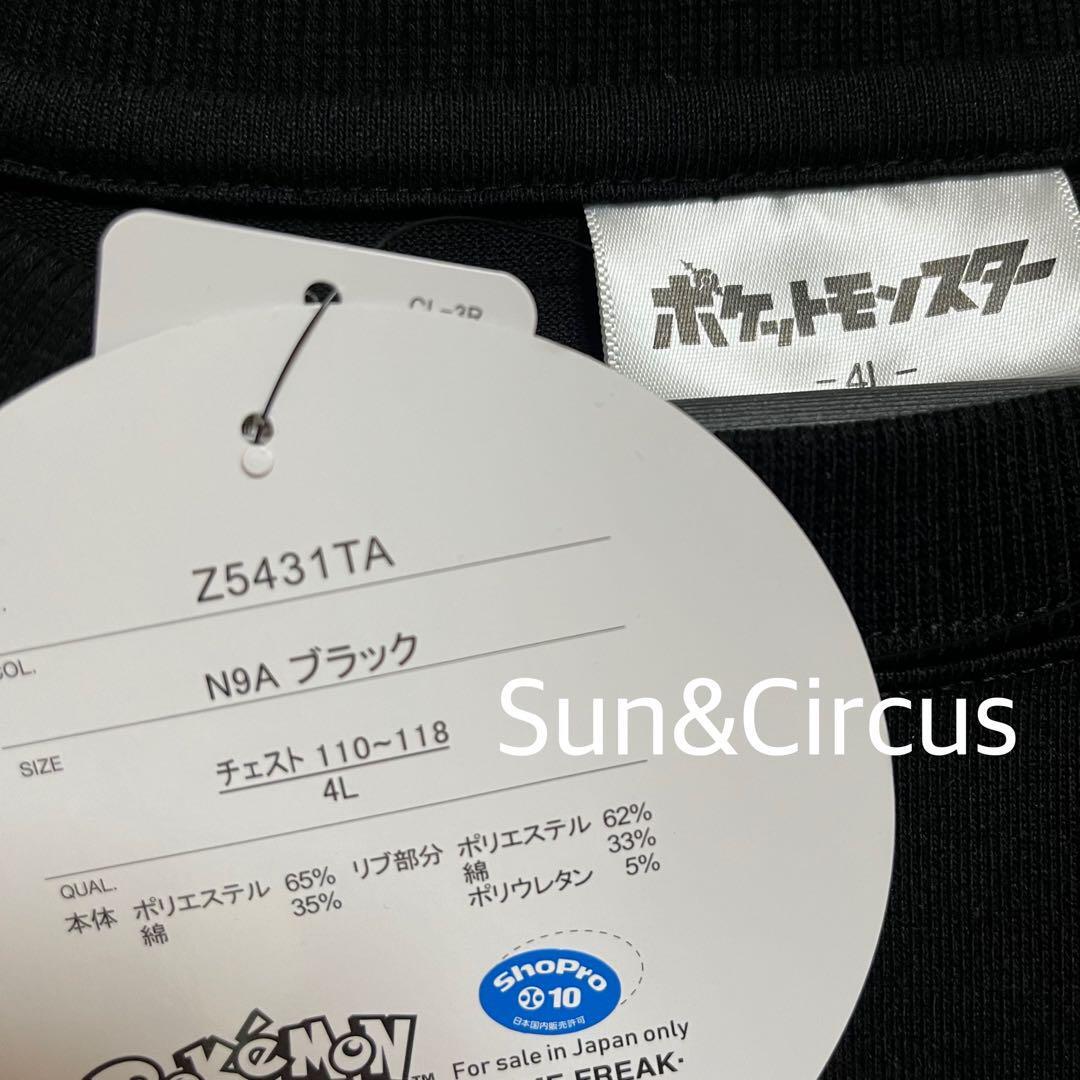 ポケットモンスター
- 4L -
Z5431TA
COL.
N9A ブラック
SIZE
チェスト 110~118
4L
QUAL.
本体 ポリエステル 65%
綿 35%
リブ部分 ポリエステル 62%
綿 33%
ポリウレタン 5%
Sun&Circus
ShoPro
10
日本国内販売許可
POKéMON
TM
For sale in Japan only
FREAK